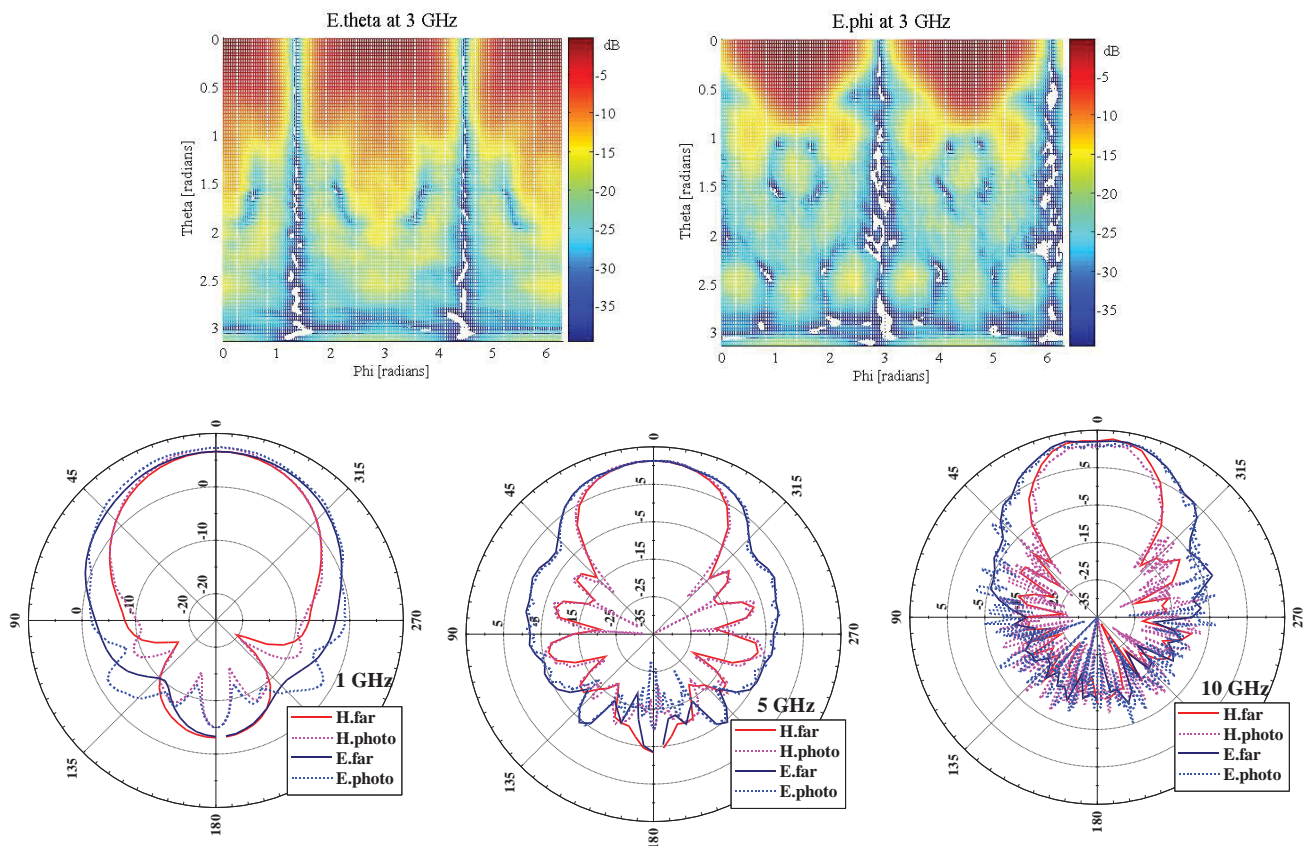 E.theta at 3 GHz
dB
-5
-10
-15
-20
-25
-30
-35
0
0.5
1
1.5
2
2.5
3
Theta [radians]
0 1 2 3 4 5 6
Phi [radians]
E.phi at 3 GHz
dB
-5
-10
-15
-20
-25
-30
-35
0
0.5
1
1.5
2
2.5
3
Theta [radians]
0 1 2 3 4 5 6
Phi [radians]
0
45
315
90
270
135
180
0
-10
-20
-20
-10
0
1 GHz
H.far
H.photo
E.far
E.photo
0
45
315
90
270
135
180
5
-5
-15
-25
-35
-25
-15
-5
5
5 GHz
H.far
H.photo
E.far
E.photo
0
45
315
90
270
135
180
5
-5
-15
-25
-35
-25
-15
-5
5
10 GHz
H.far
H.photo
E.far
E.photo